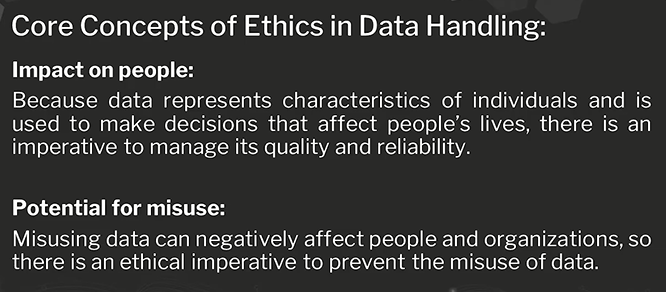 Core Concepts of Ethics in Data Handling:
Impact on people:
Because data represents characteristics of individuals and is
used to make decisions that affect people's lives, there is an
imperative to manage its quality and reliability.
Potential for misuse:
Misusing data can negatively affect people and organizations, so
there is an ethical imperative to prevent the misuse of data.